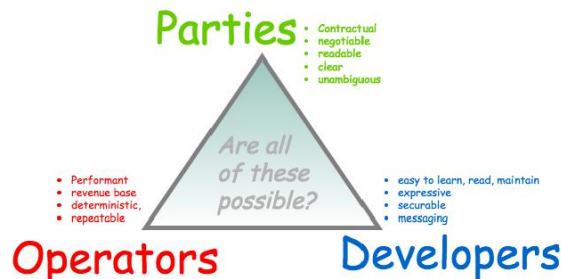 Parties
• Contractual
• negotiable
• readable
• clear
• unambiguous
Are all
of these
possible?
• Performant
• revenue base
• deterministic,
• repeatable
Operators
• easy to learn, read, maintain
• expressive
• securable
• messaging
Developers